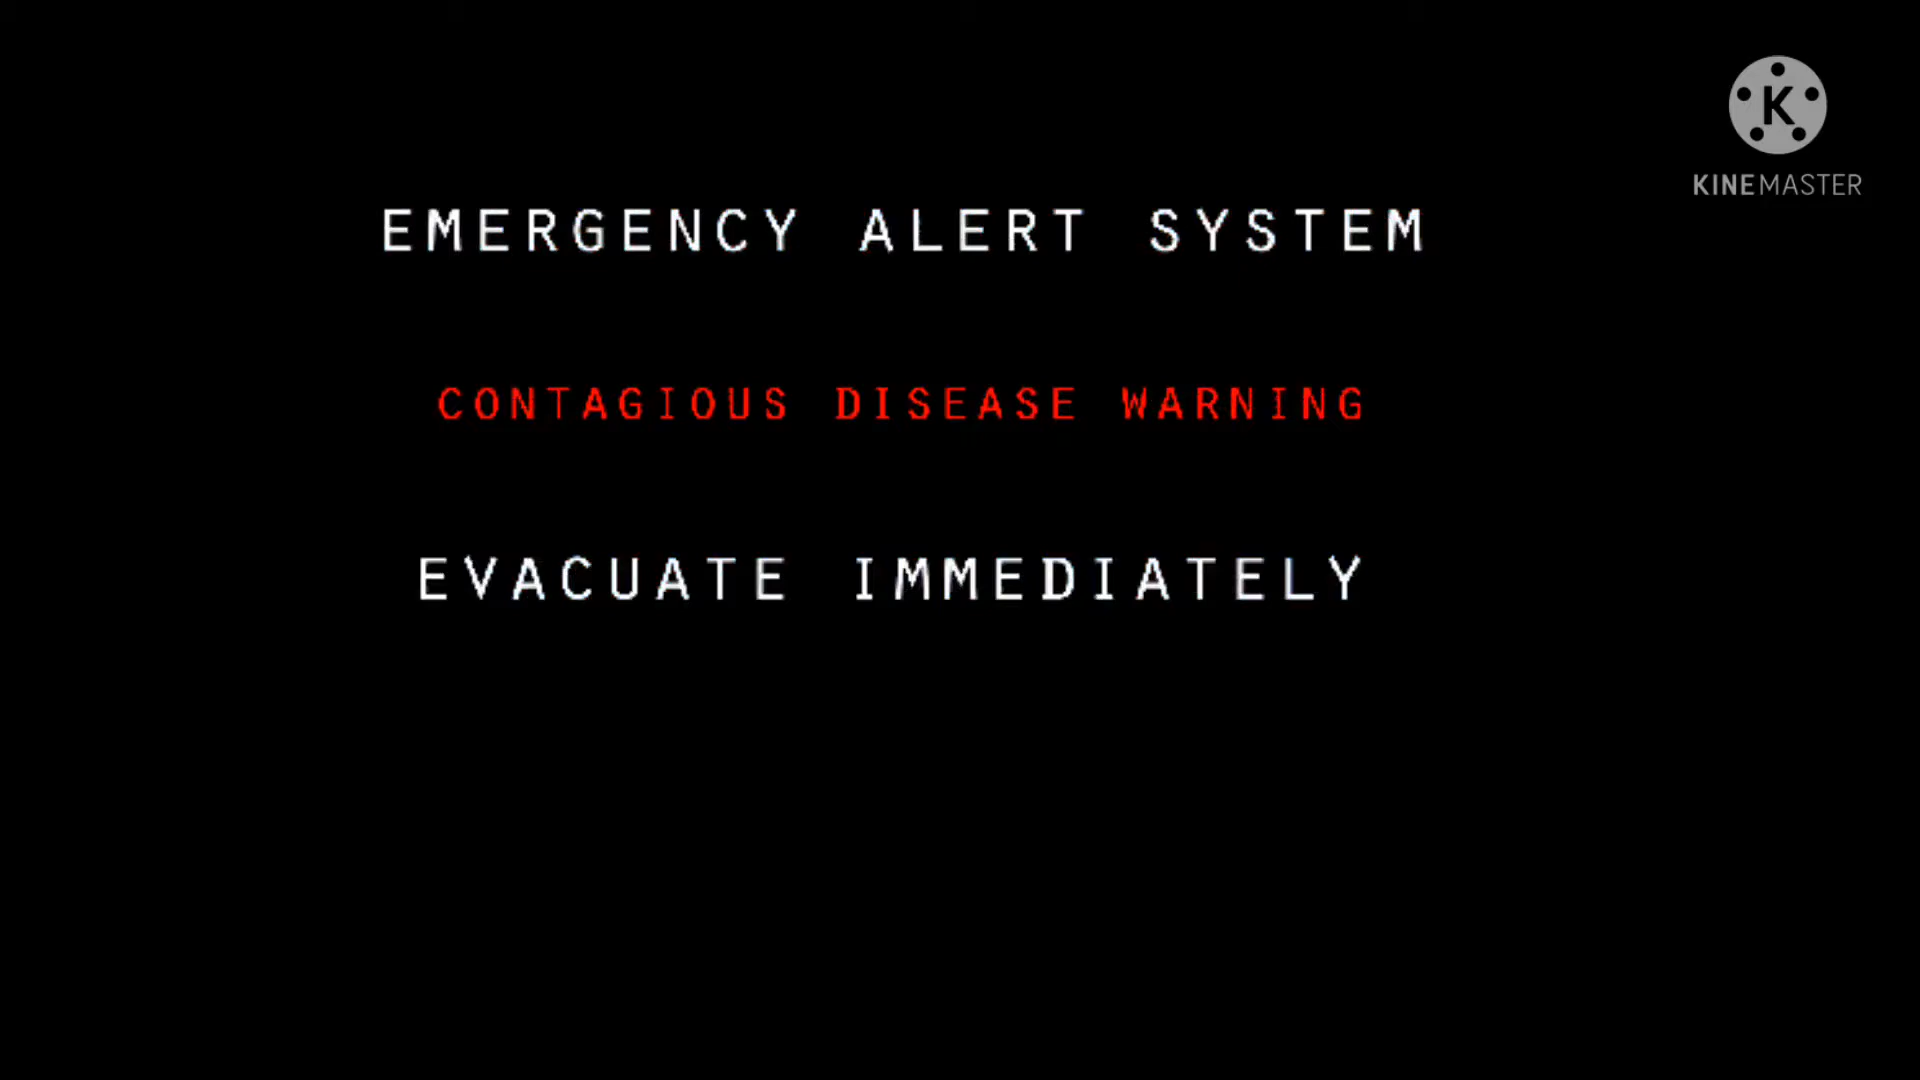 K
KINEMASTER
EMERGENCY ALERT SYSTEM
CONTAGIOUS DISEASE WARNING
EVACUATE IMMEDIATELY